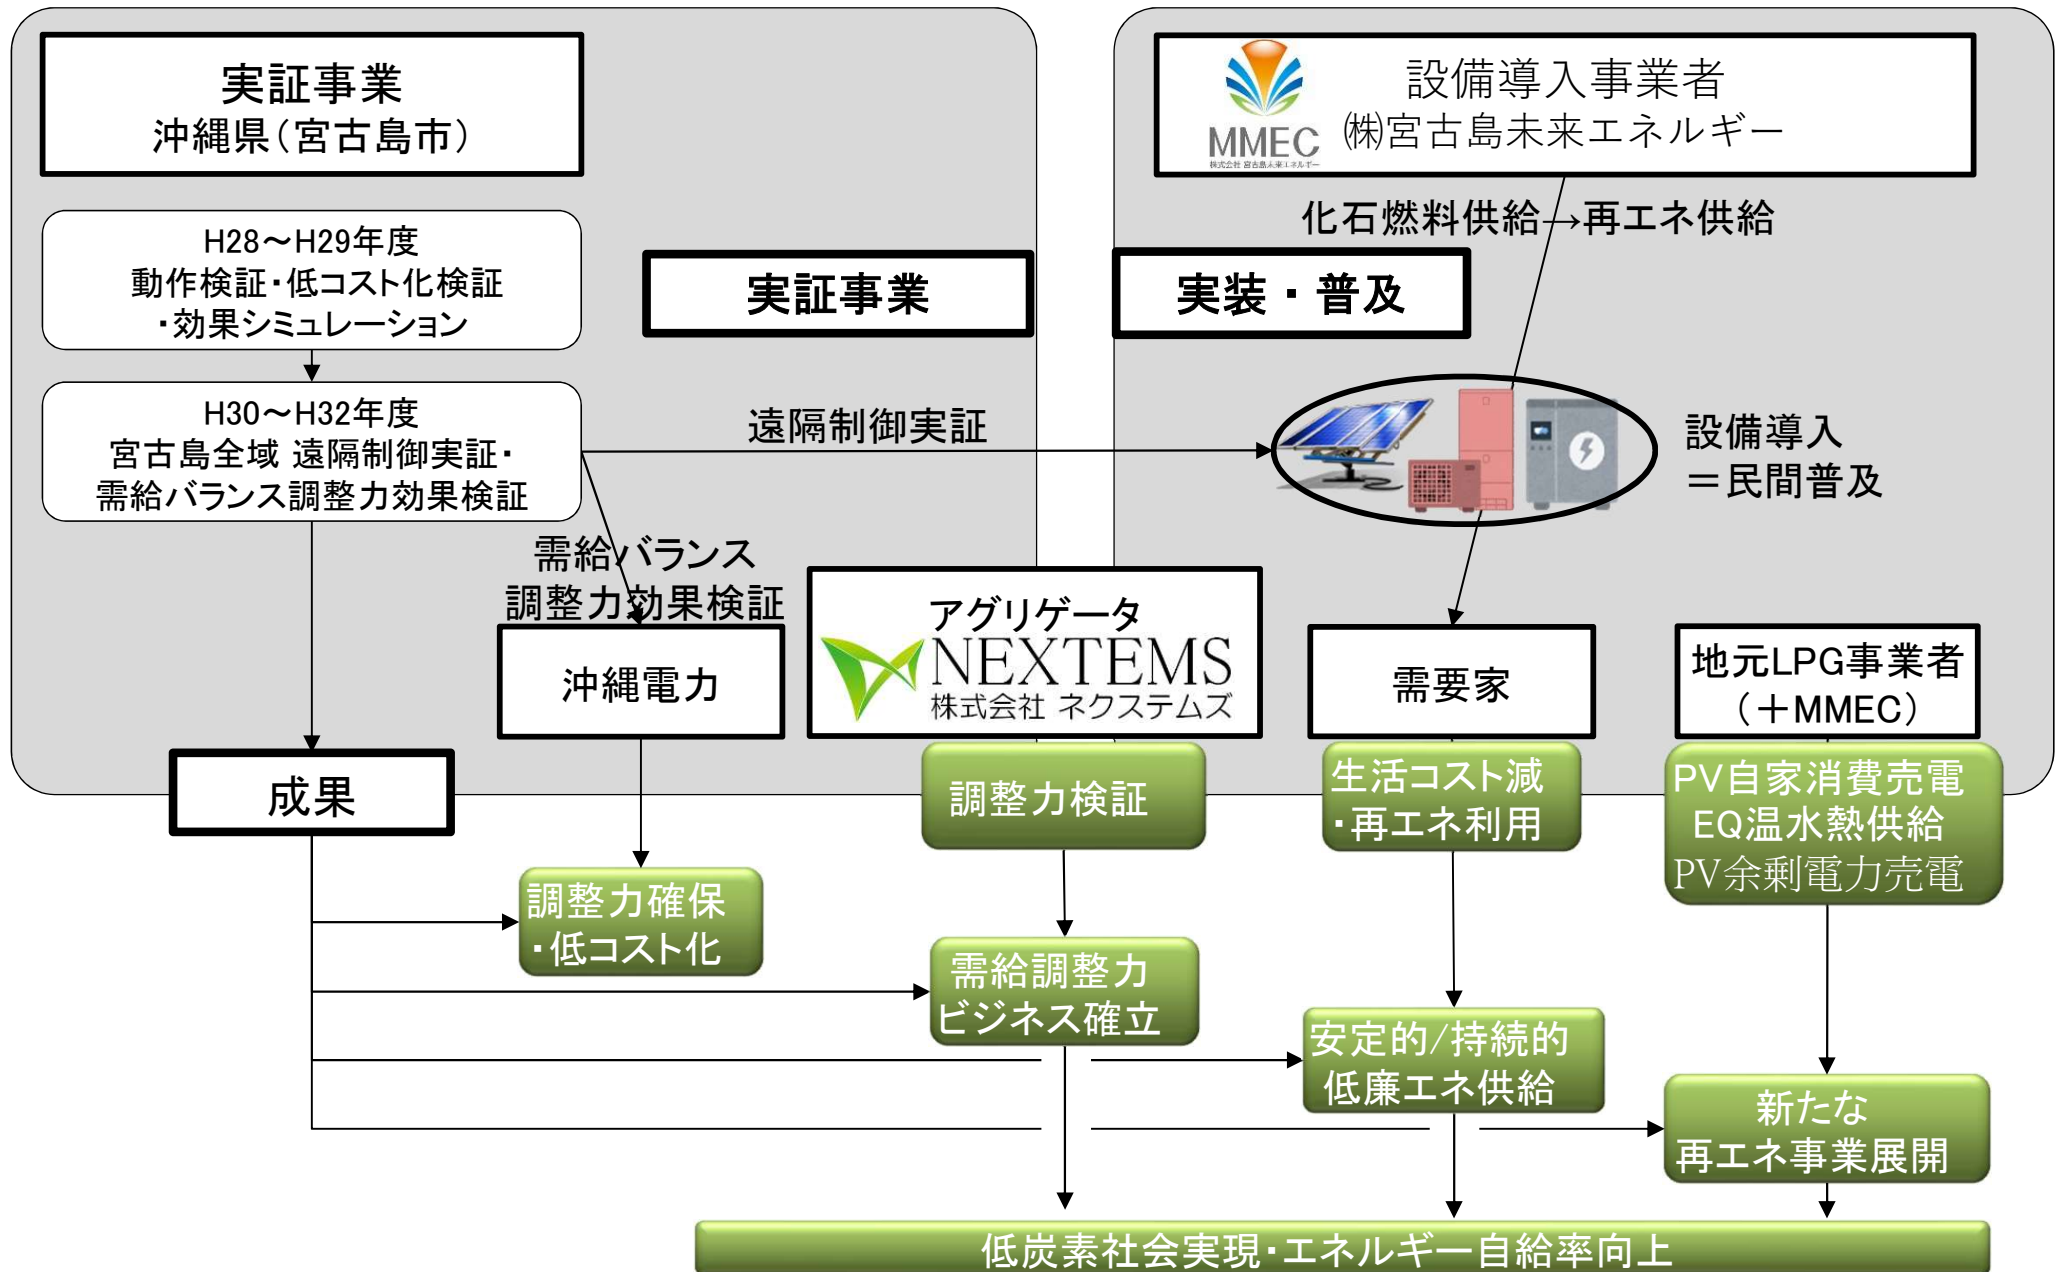 実証事業
沖縄県（宮古島市）
H28～H29年度
動作検証・低コスト化検証
・効果シミュレーション
H30～H32年度
宮古島全域 遠隔制御実証・
需給バランス調整力効果検証
実証事業
遠隔制御実証
需給バランス
調整力効果検証
沖縄電力
成果
MMEC
株式会社 宮古島未来エネルギー
設備導入事業者
㈱宮古島未来エネルギー
化石燃料供給→再エネ供給
実装・普及
設備導入
＝民間普及
アグリゲータ
NEXTEMS
株式会社 ネクステムズ
需要家
地元LPG事業者
（＋MMEC）
調整力検証
生活コスト減
・再エネ利用
PV自家消費売電
EQ温水熱供給
PV余剰電力売電
調整力確保
・低コスト化
需給調整力
ビジネス確立
安定的/持続的
低廉エネ供給
新たな
再エネ事業展開
低炭素社会実現・エネルギー自給率向上